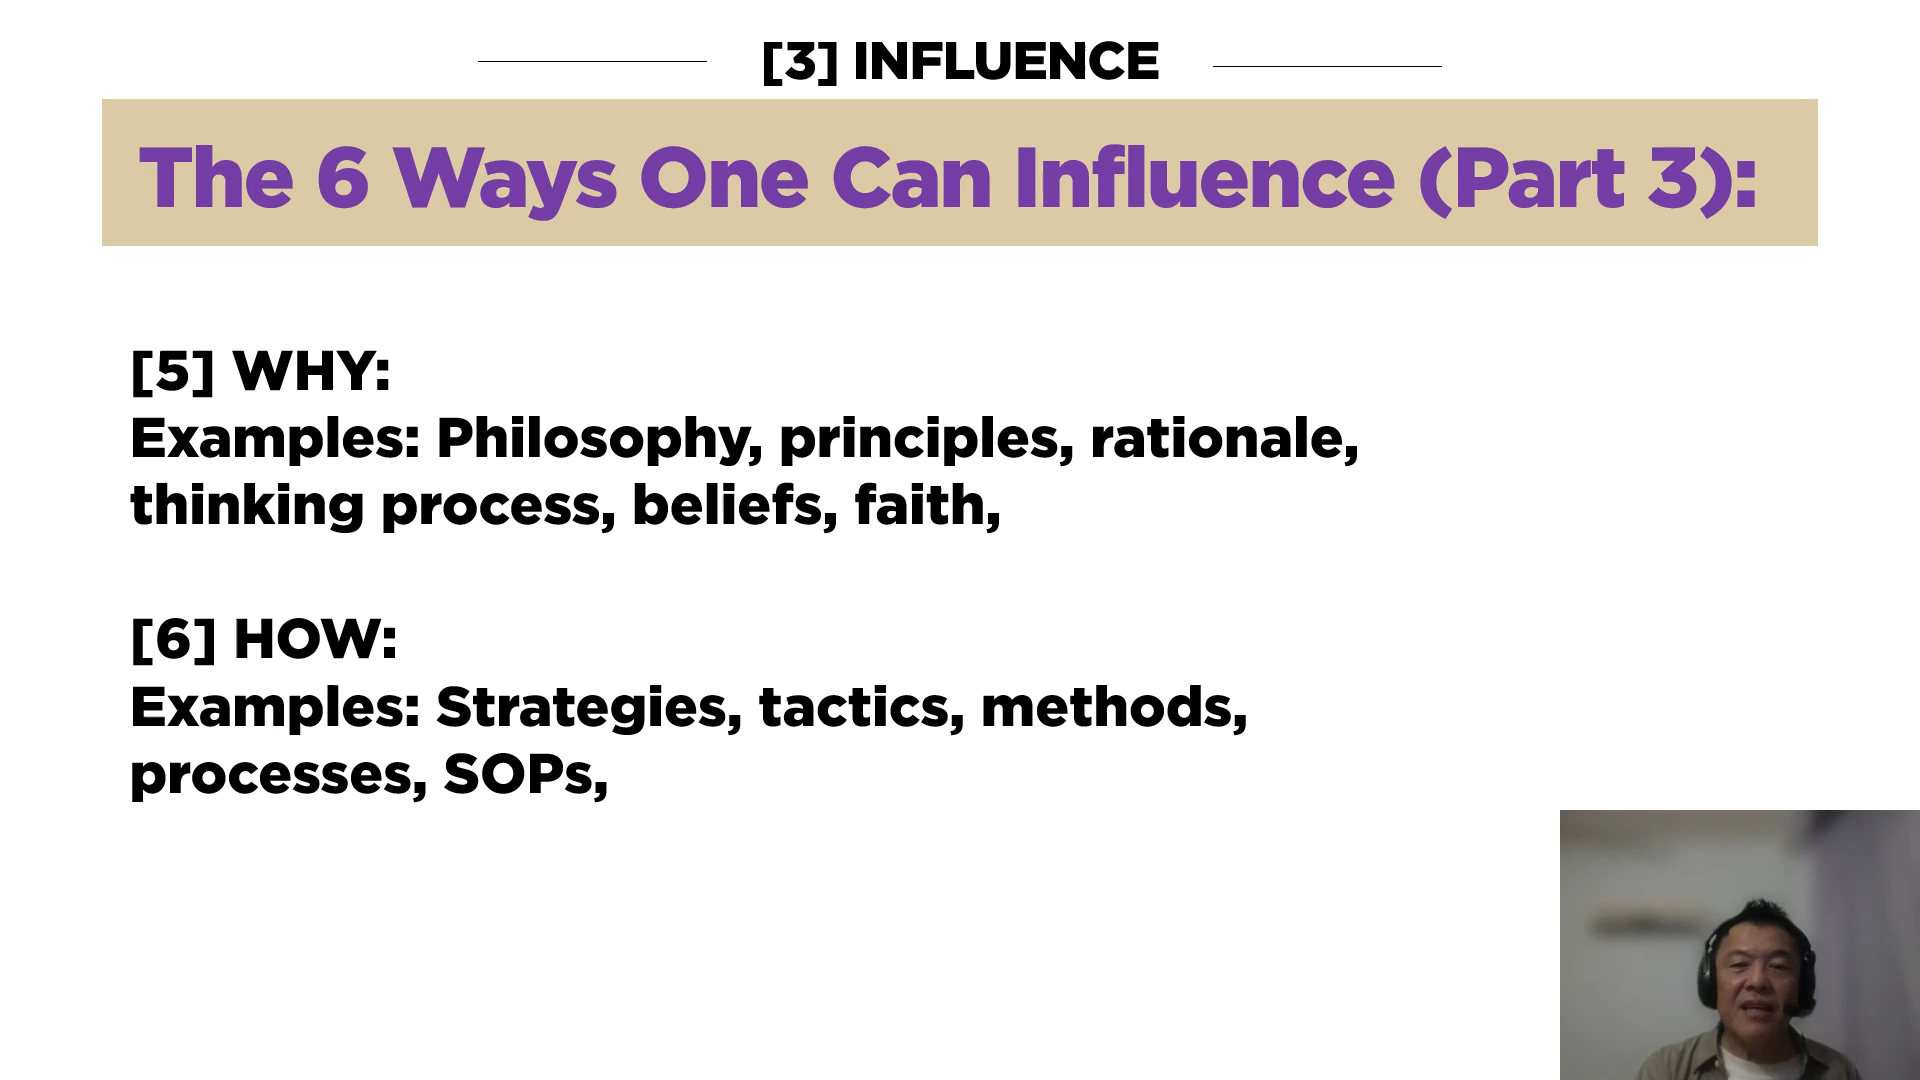 [3] INFLUENCE
The 6 Ways One Can Influence (Part 3):
[5] WHY:
Examples: Philosophy, principles, rationale,
thinking process, beliefs, faith,
[6] HOW:
Examples: Strategies, tactics, methods,
processes, SOPs,